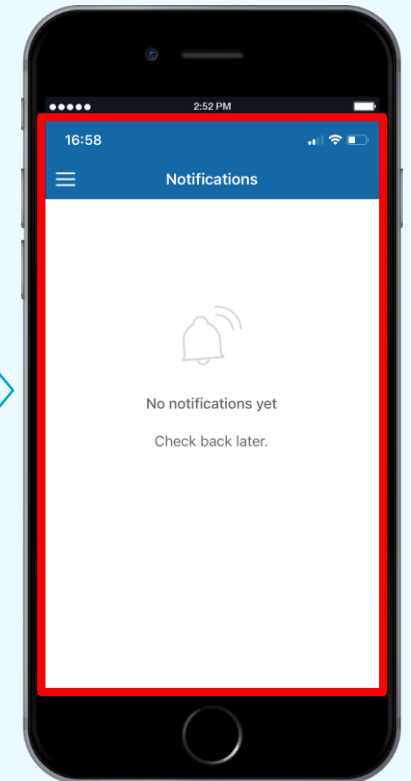 2:52 PM
16:58
Notifications
No notifications yet
Check back later.